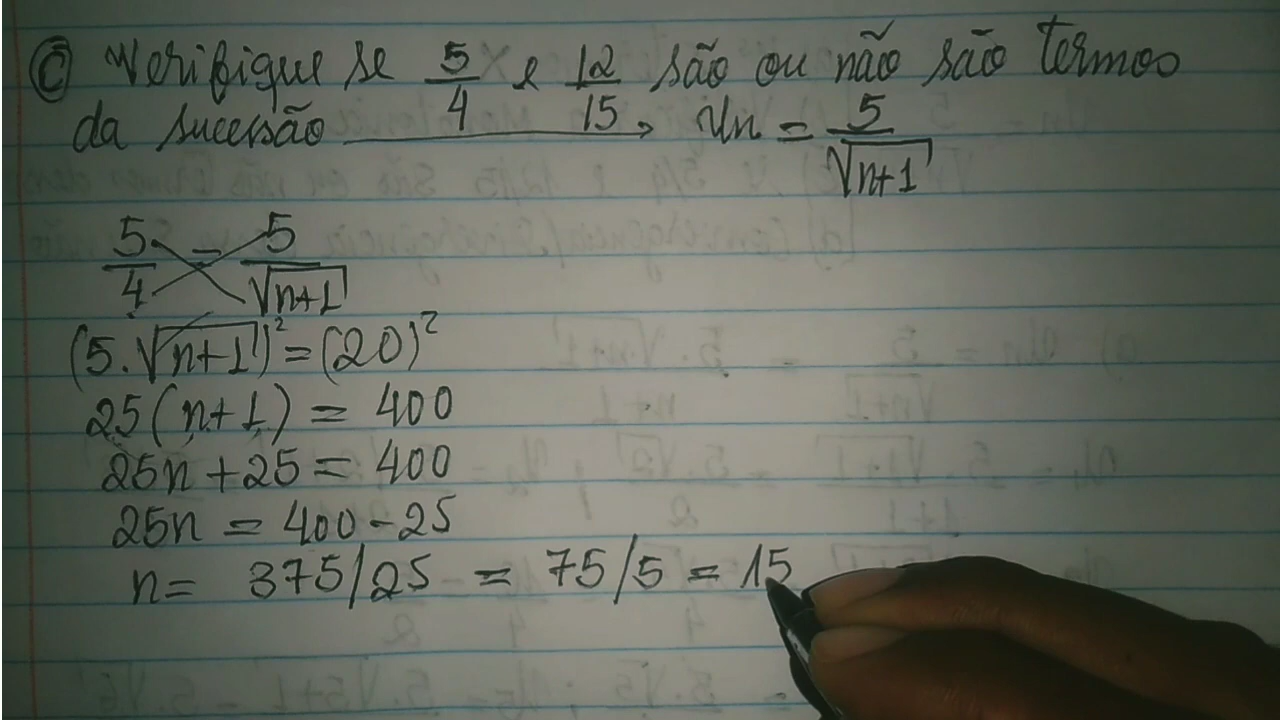 C) Verifique se 5/4 e 12/15 são ou não são termos
da sucessão → Un = 5/√(n+1)
5/4 = 5/√(n+1)
(5.√(n+1))² = (20)²
25(n+1) = 400
25n + 25 = 400
25n = 400 - 25
n = 375/25 = 75/5 = 15